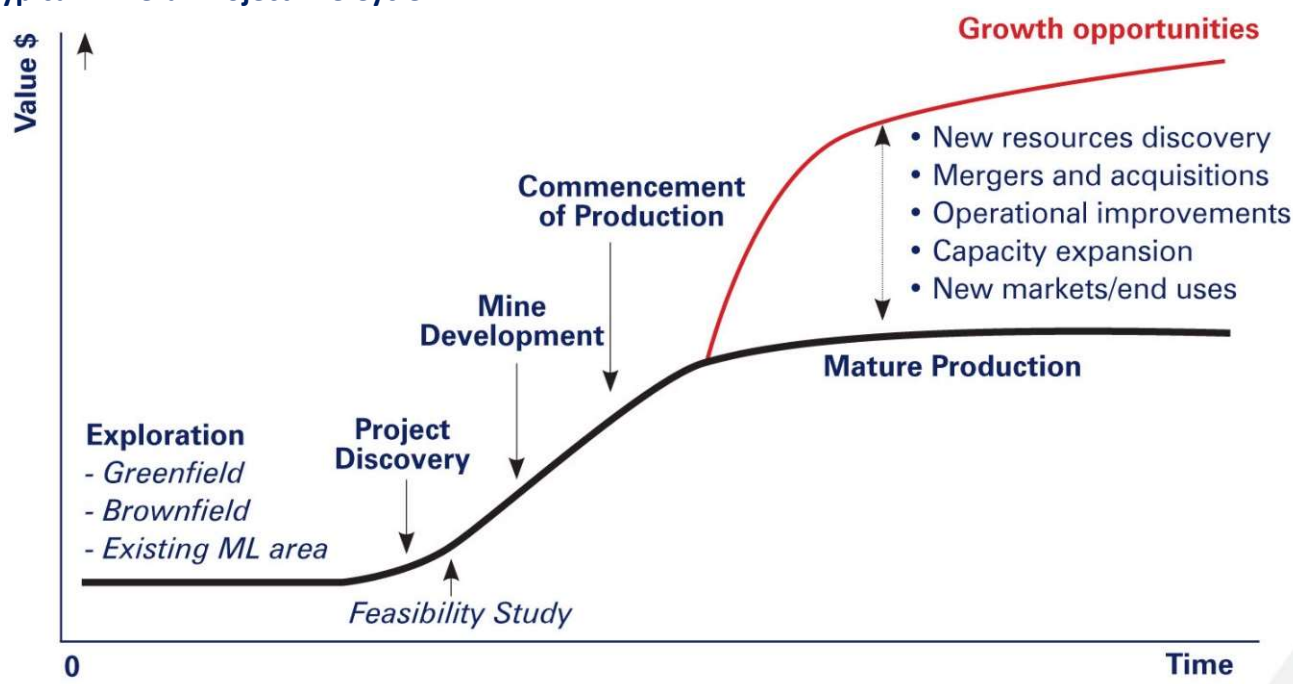 Value $
Growth opportunities
• New resources discovery
• Mergers and acquisitions
• Operational improvements
• Capacity expansion
• New markets/end uses
Commencement
of Production
Mine
Development
Mature Production
Project
Discovery
Exploration
- Greenfield
- Brownfield
- Existing ML area
Feasibility Study
0
Time